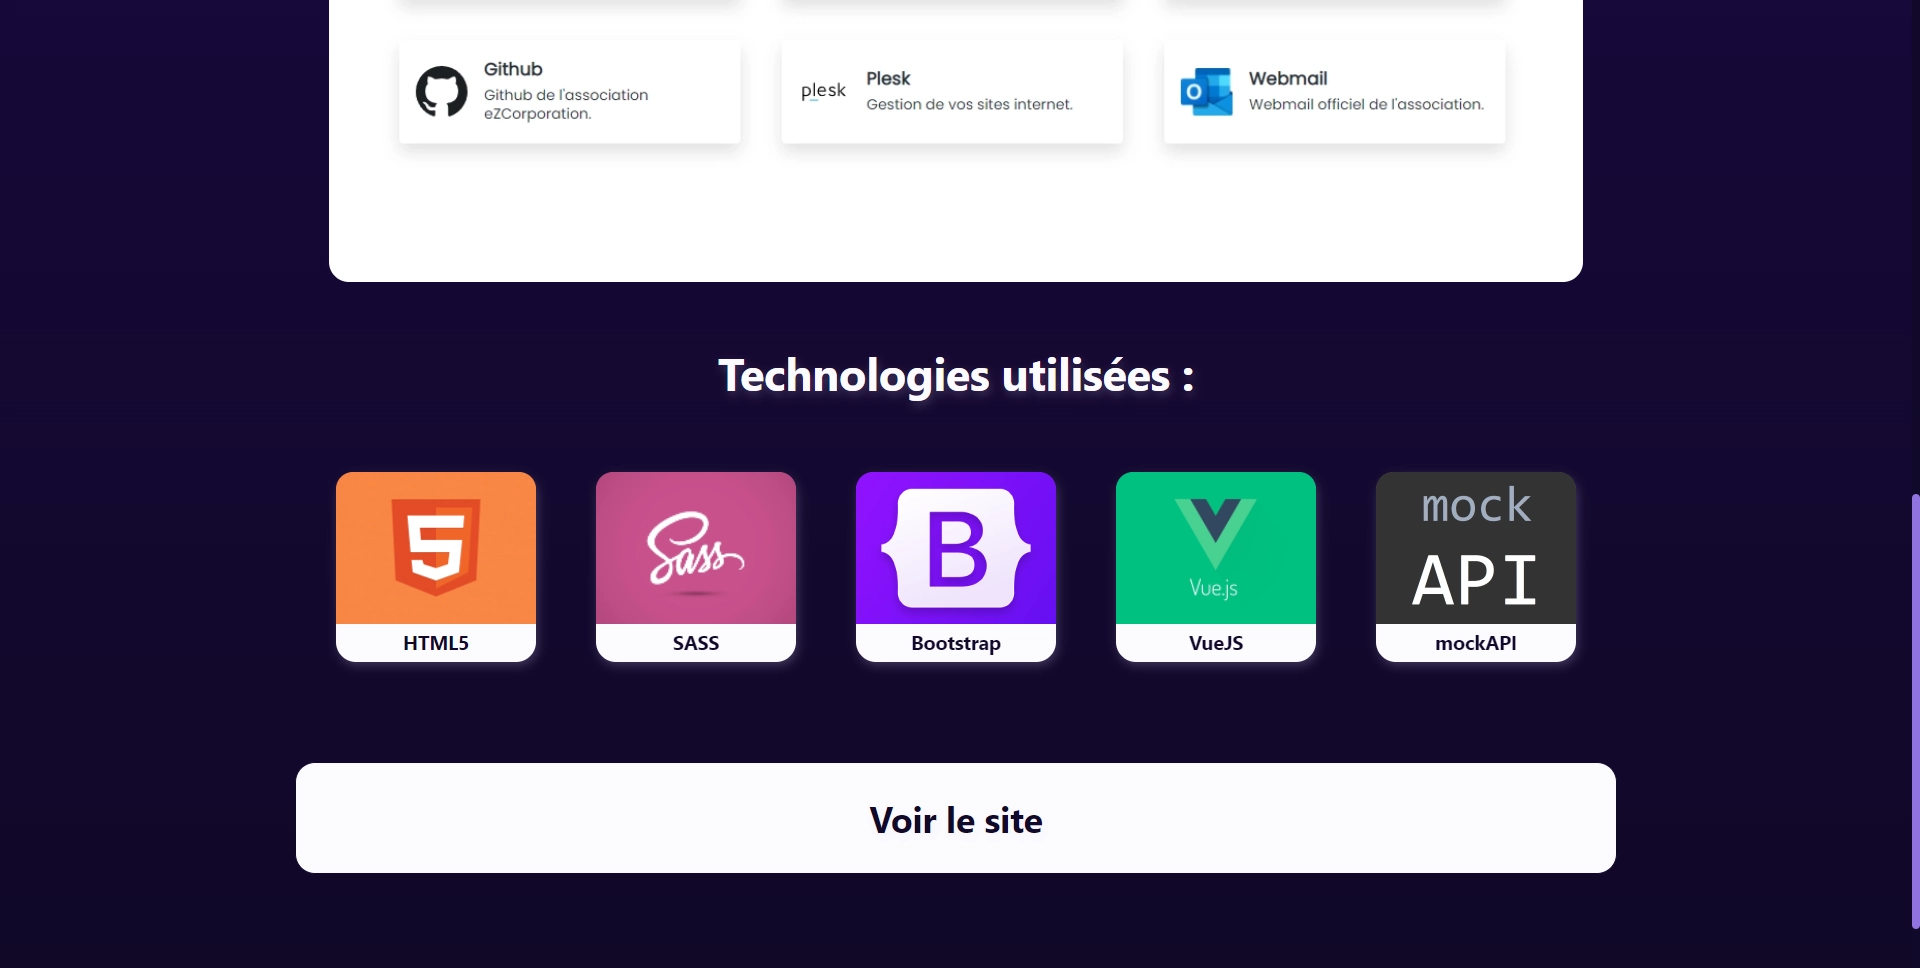 Github
Github de l'association
eZCorporation.
plesk
Plesk
Gestion de vos sites internet.
O
Webmail
Webmail officiel de l'association.
Technologies utilisées :
5
HTML5
Sass
SASS
B
Bootstrap
Vue.js
VueJS
mock
API
mockAPI
Voir le site